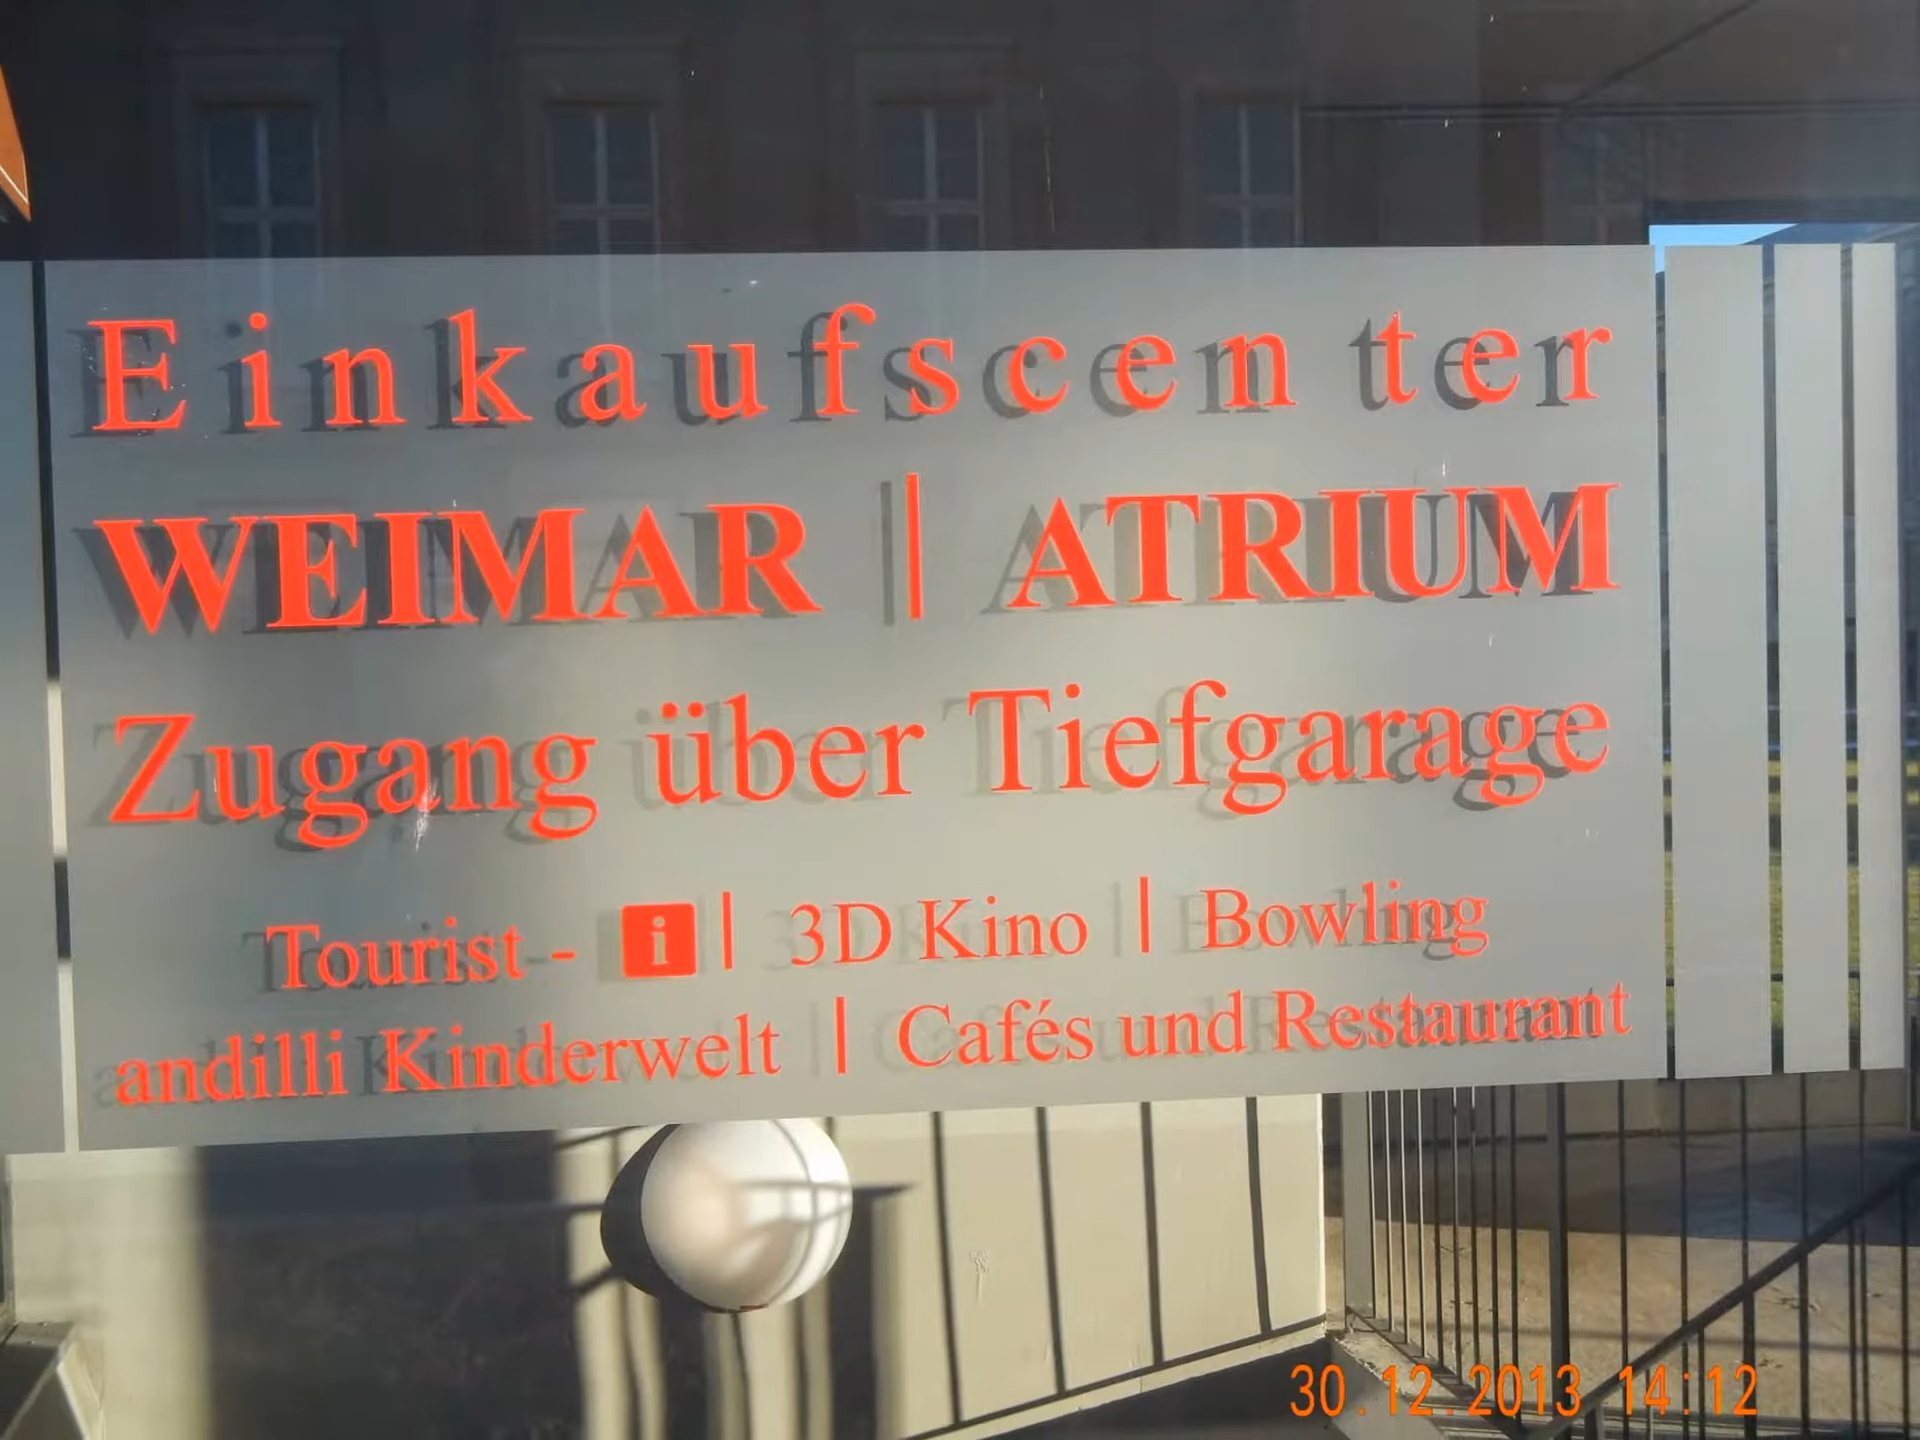 Einkaufscenter
WEIMAR | ATRIUM
Zugang über Tiefgarage
Tourist - i | 3D Kino | Bowling
andilli Kinderwelt | Cafés und Restaurant
30.12.2013 14:12